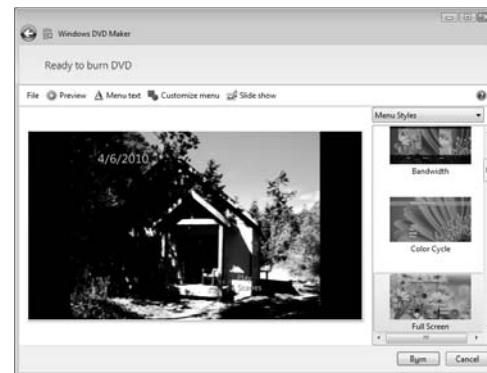 Windows DVD Maker
Ready to burn DVD
File Preview Menu text Customize menu Slide show
Menu Styles
4/6/2010
Bandwidth
Color Cycle
Scenes
Full Screen
Burn Cancel